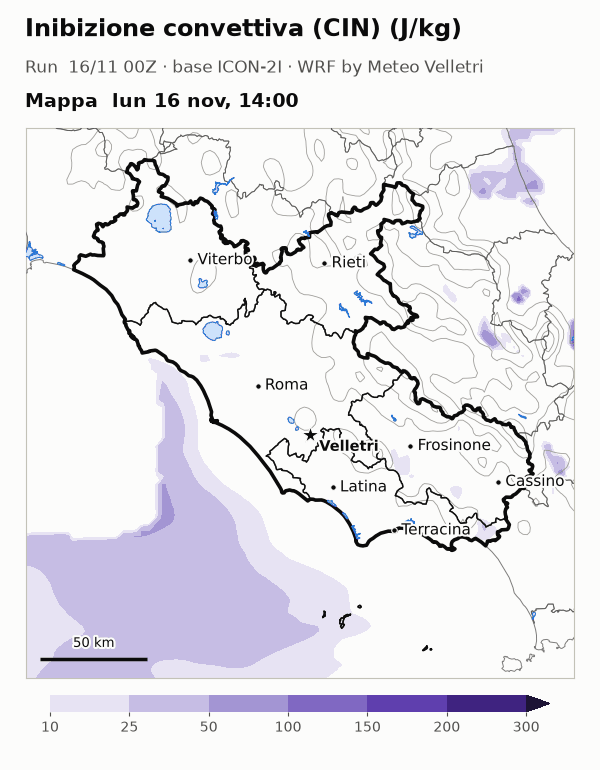 Inibizione convettiva (CIN) (J/kg)
Run  16/11 00Z · base ICON-2I · WRF by Meteo Velletri
Mappa  lun 16 nov, 14:00
Viterbo
Rieti
Roma
Velletri
Frosinone
Cassino
Latina
Terracina
50 km
10 25 50 100 150 200 300